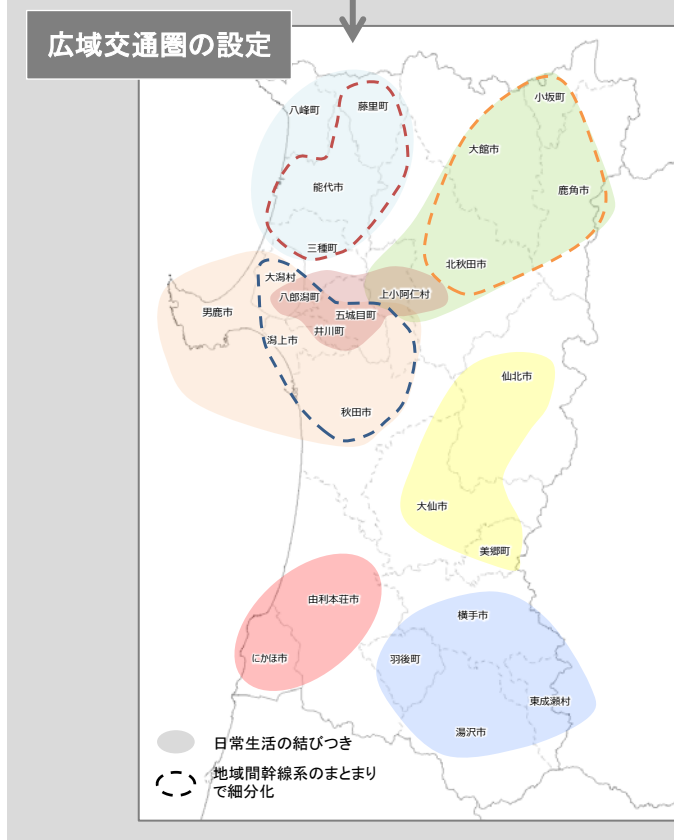 広域交通圏の設定
小坂町
八峰町
藤里町
大館市
能代市
鹿角市
三種町
北秋田市
大潟村
八郎潟町
上小阿仁村
男鹿市
五城目町
井川町
潟上市
仙北市
秋田市
大仙市
美郷町
由利本荘市
横手市
にかほ市
羽後町
東成瀬村
湯沢市
日常生活の結びつき
地域間幹線系のまとまり
で細分化